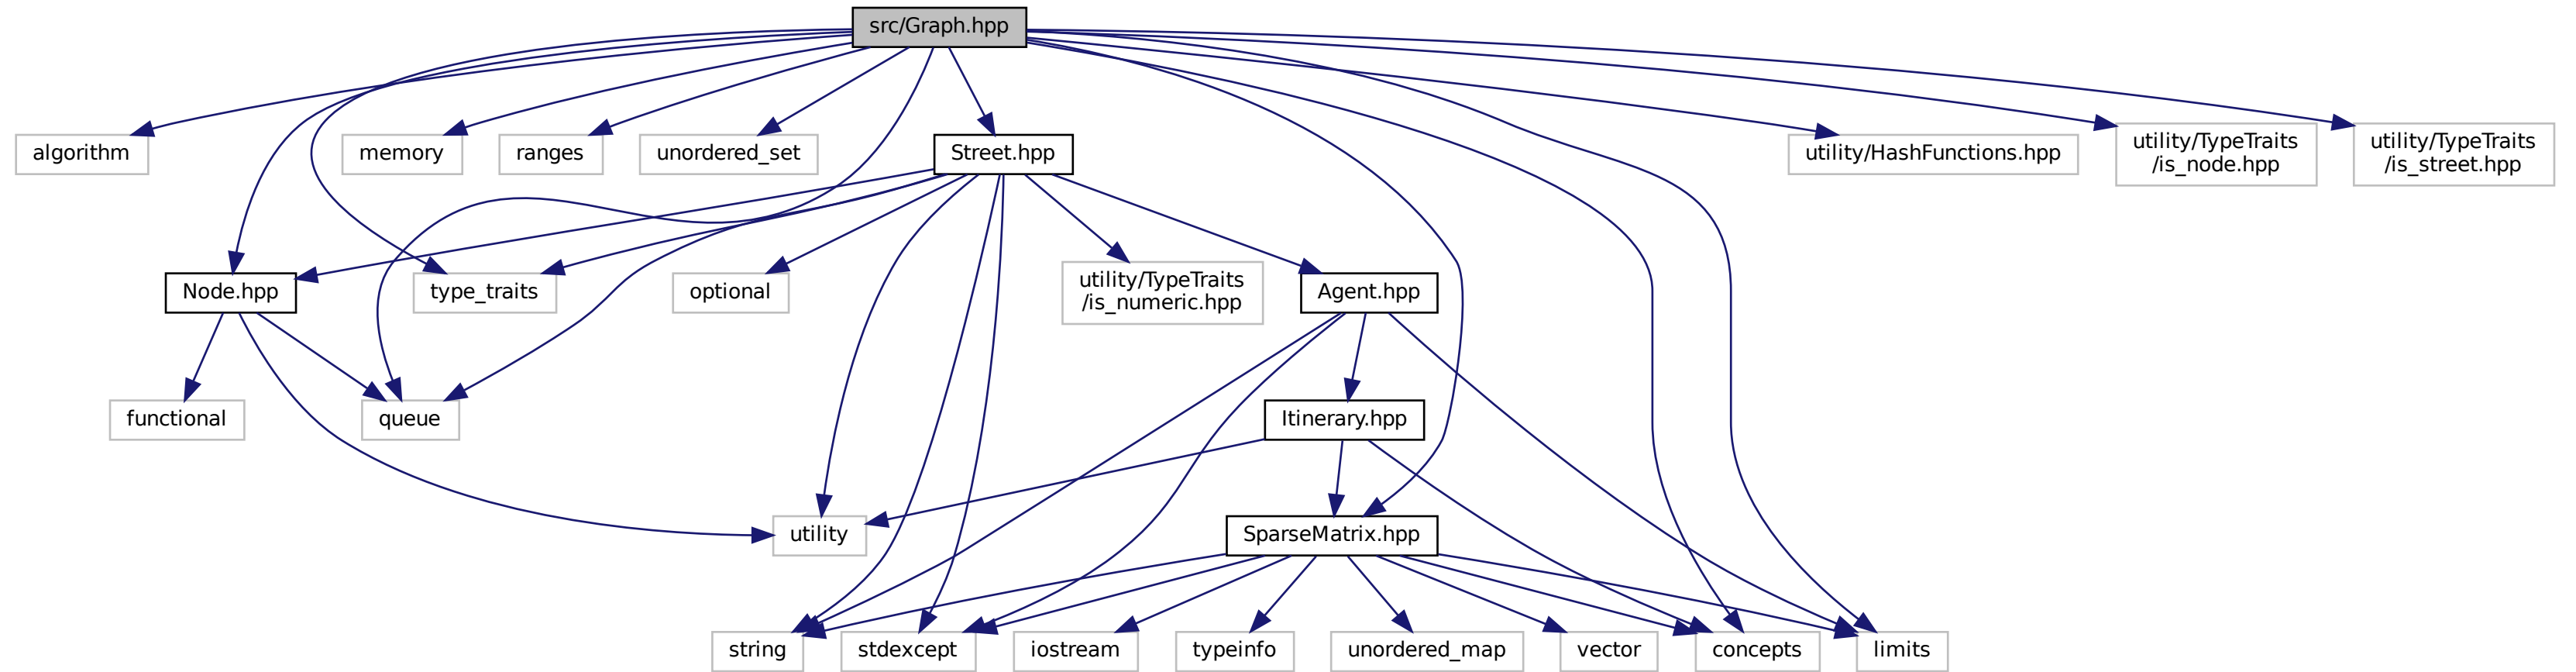 src/Graph.hpp
algorithm
memory
ranges
unordered_set
Street.hpp
utility/HashFunctions.hpp
utility/TypeTraits
/is_node.hpp
utility/TypeTraits
/is_street.hpp
Node.hpp
type_traits
optional
utility/TypeTraits
/is_numeric.hpp
Agent.hpp
functional
queue
Itinerary.hpp
utility
SparseMatrix.hpp
string
stdexcept
iostream
typeinfo
unordered_map
vector
concepts
limits